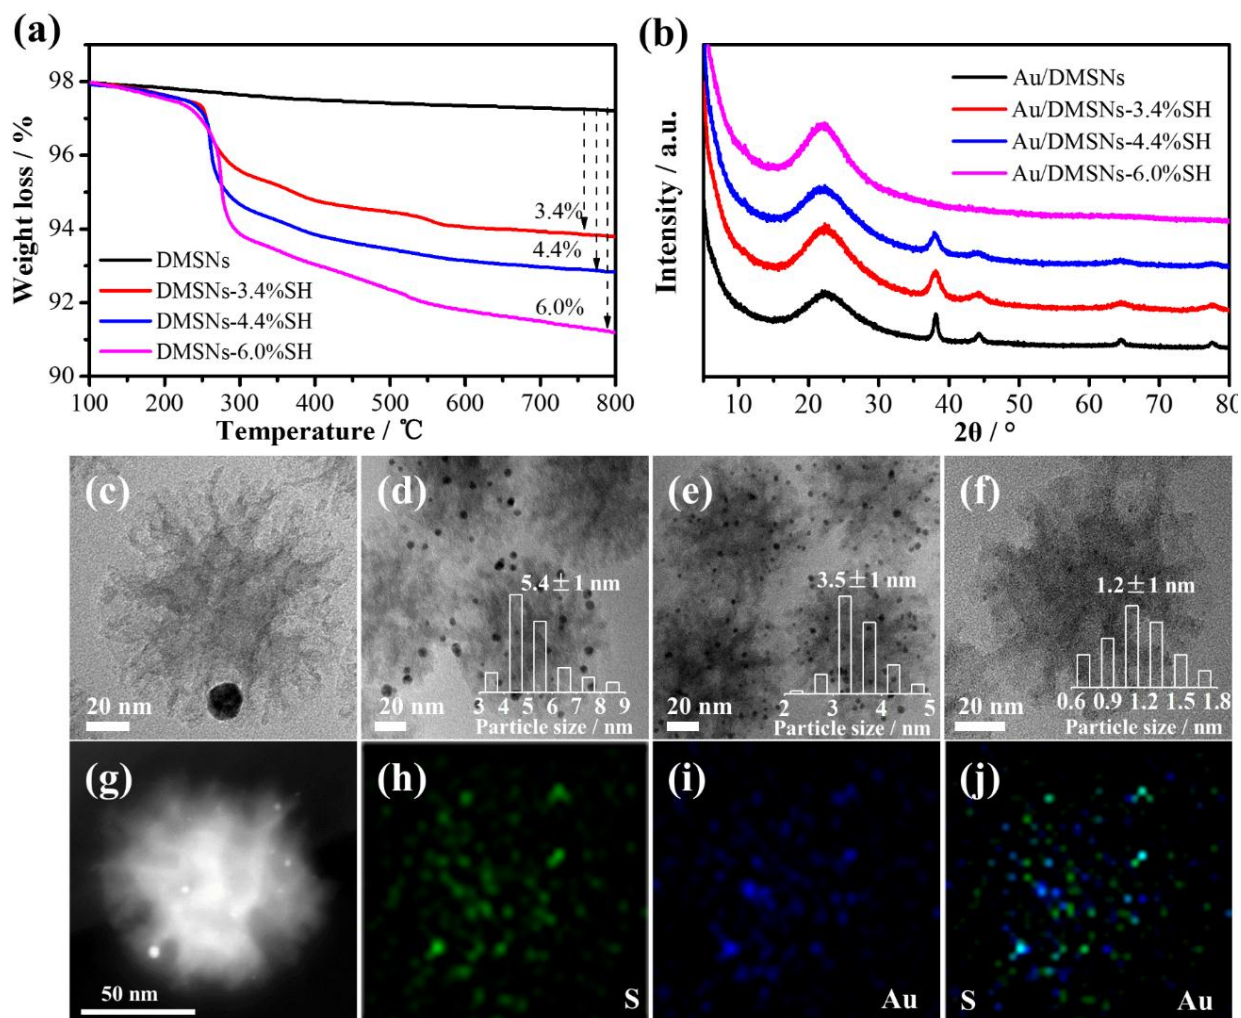 (a)
98
96
94
92
90
Weight loss / %
3.4%
4.4%
6.0%
DMSNs
DMSNs-3.4%SH
DMSNs-4.4%SH
DMSNs-6.0%SH
100 200 300 400 500 600 700 800
Temperature / ℃
(b)
Intensity / a.u.
Au/DMSNs
Au/DMSNs-3.4%SH
Au/DMSNs-4.4%SH
Au/DMSNs-6.0%SH
10 20 30 40 50 60 70 80
2θ / °
(c)
20 nm
(d)
5.4±1 nm
20 nm
3 4 5 6 7 8 9
Particle size / nm
(e)
3.5±1 nm
20 nm
2 3 4 5
Particle size / nm
(f)
1.2±1 nm
20 nm
0.6 0.9 1.2 1.5 1.8
Particle size / nm
(g)
50 nm
(h)
S
(i)
Au
(j)
S Au